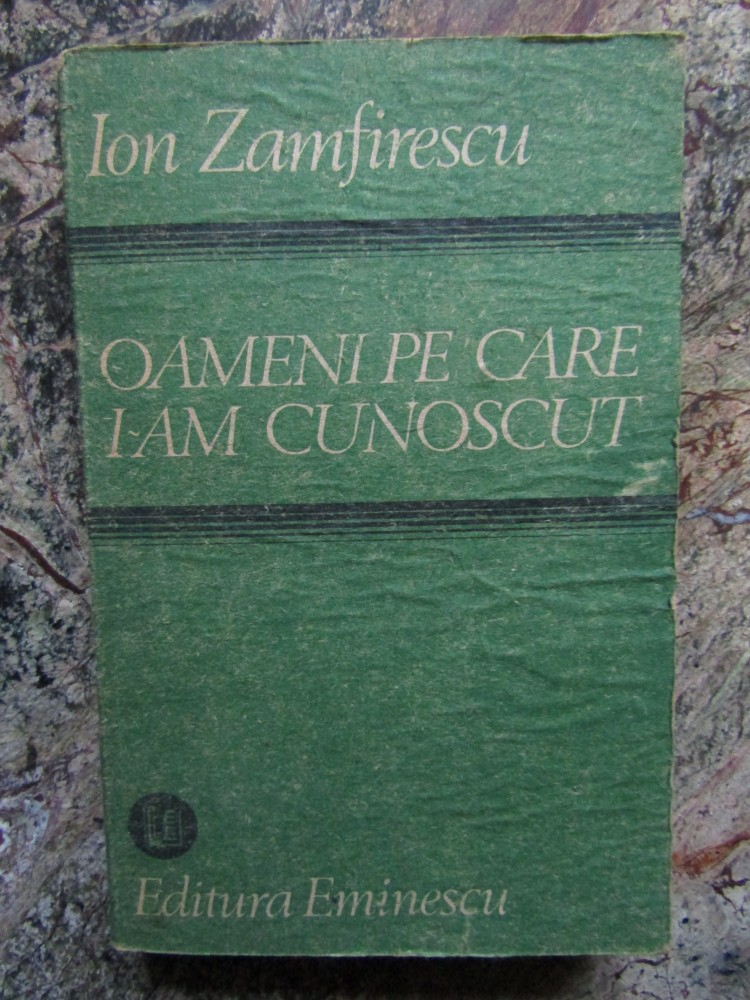 Ion Zamfirescu
OAMENI PE CARE
I-AM CUNOSCUT
Editura Eminescu